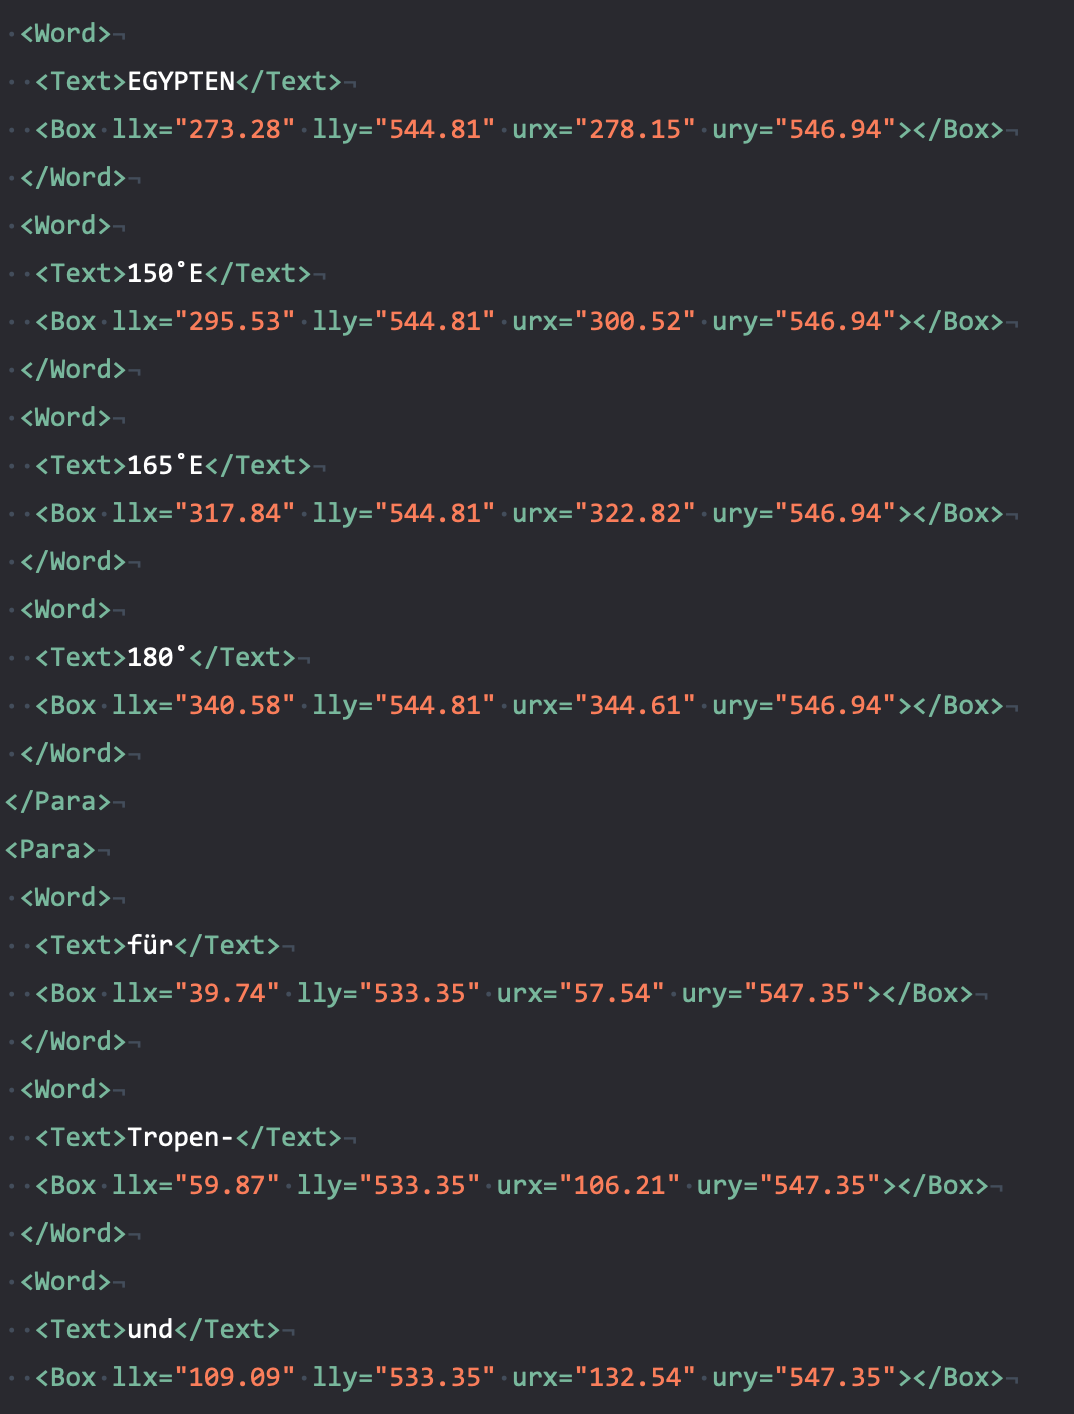 <Word>
<Text>EGYPTEN</Text>
<Box llx="273.28" lly="544.81" urx="278.15" ury="546.94"></Box>
</Word>
<Word>
<Text>150˚E</Text>
<Box llx="295.53" lly="544.81" urx="300.52" ury="546.94"></Box>
</Word>
<Word>
<Text>165˚E</Text>
<Box llx="317.84" lly="544.81" urx="322.82" ury="546.94"></Box>
</Word>
<Word>
<Text>180˚</Text>
<Box llx="340.58" lly="544.81" urx="344.61" ury="546.94"></Box>
</Word>
</Para>
<Para>
<Word>
<Text>für</Text>
<Box llx="39.74" lly="533.35" urx="57.54" ury="547.35"></Box>
</Word>
<Word>
<Text>Tropen-</Text>
<Box llx="59.87" lly="533.35" urx="106.21" ury="547.35"></Box>
</Word>
<Word>
<Text>und</Text>
<Box llx="109.09" lly="533.35" urx="132.54" ury="547.35"></Box>